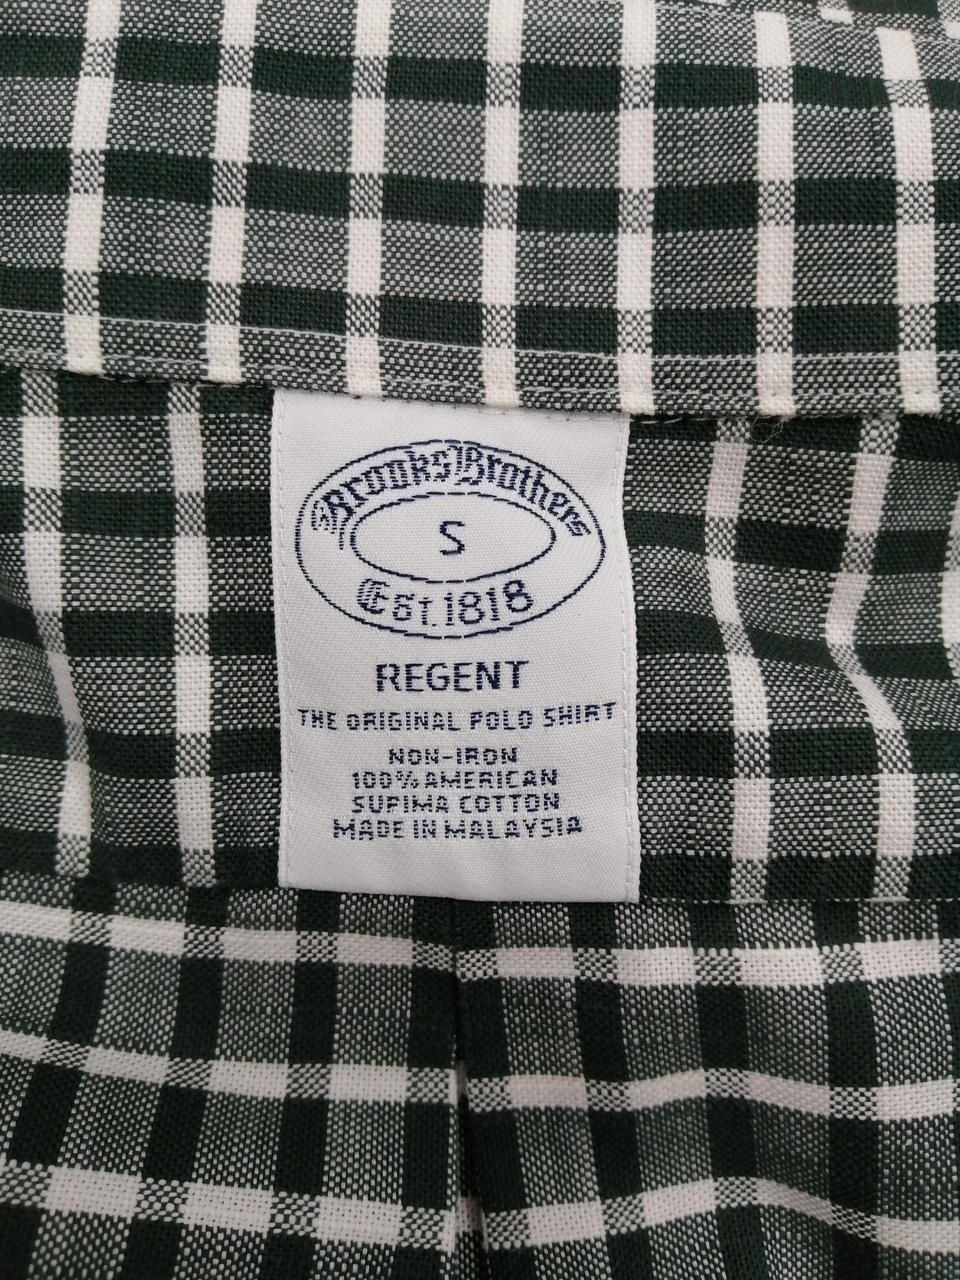 Brooks Brothers
S
Est. 1818
REGENT
THE ORIGINAL POLO SHIRT
NON-IRON
100% AMERICAN
SUPIMA COTTON
MADE IN MALAYSIA